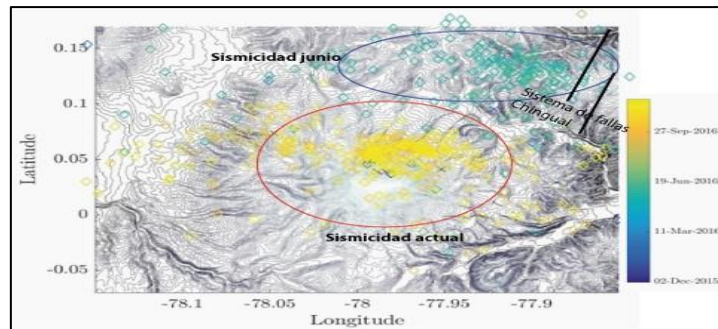 0.15
0.1
0.05
0
-0.05
Latitude
Sismicidad junio
Sistema de fallas
Chingual
Sismicidad actual
-78.1
-78.05
-78
-77.95
-77.9
Longitude
27-Sep-2016
19-Jun-2016
11-Mar-2016
02-Dec-2015